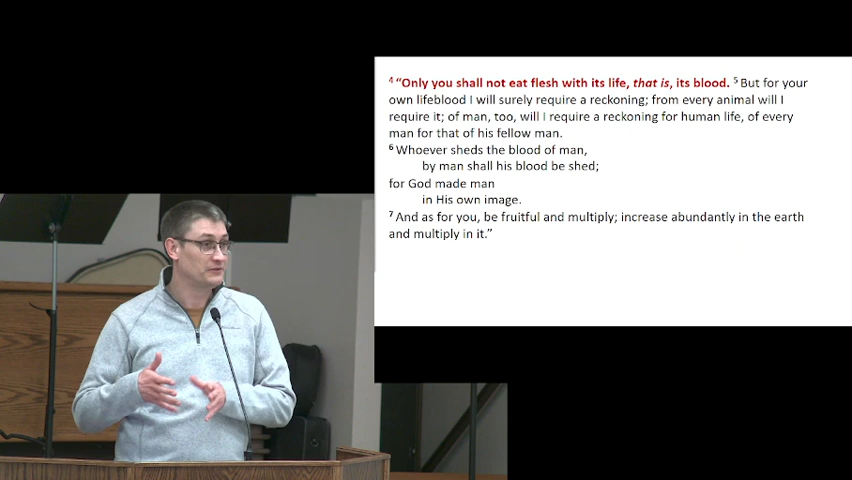 ⁴ “Only you shall not eat flesh with its life, that is, its blood. ⁵ But for your
own lifeblood I will surely require a reckoning; from every animal will I
require it; of man, too, will I require a reckoning for human life, of every
man for that of his fellow man.
⁶ Whoever sheds the blood of man,
by man shall his blood be shed;
for God made man
in His own image.
⁷ And as for you, be fruitful and multiply; increase abundantly in the earth
and multiply in it.”